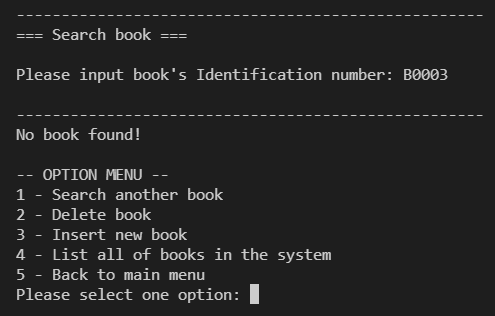 ----------------------------------------------------
=== Search book ===
Please input book's Identification number: B0003
----------------------------------------------------
No book found!
-- OPTION MENU --
1 - Search another book
2 - Delete book
3 - Insert new book
4 - List all of books in the system
5 - Back to main menu
Please select one option: